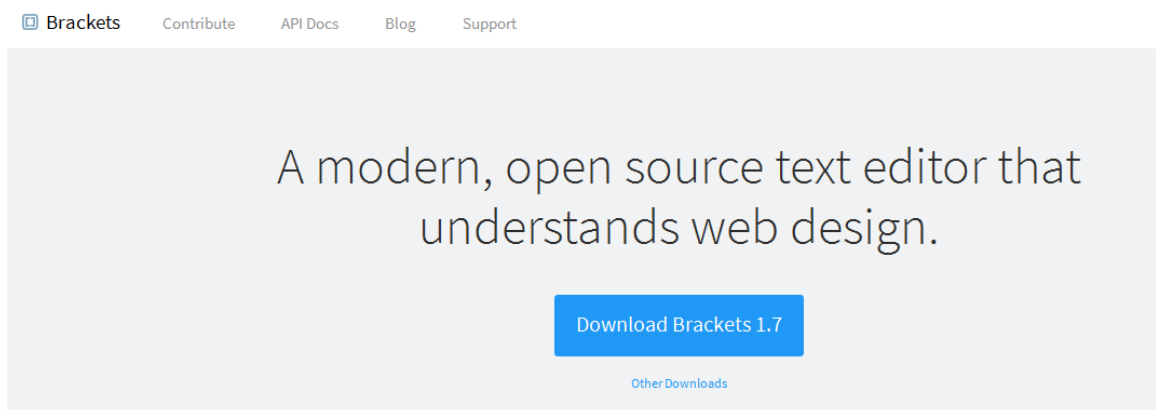 Brackets Contribute API Docs Blog Support
A modern, open source text editor that
understands web design.
Download Brackets 1.7
Other Downloads